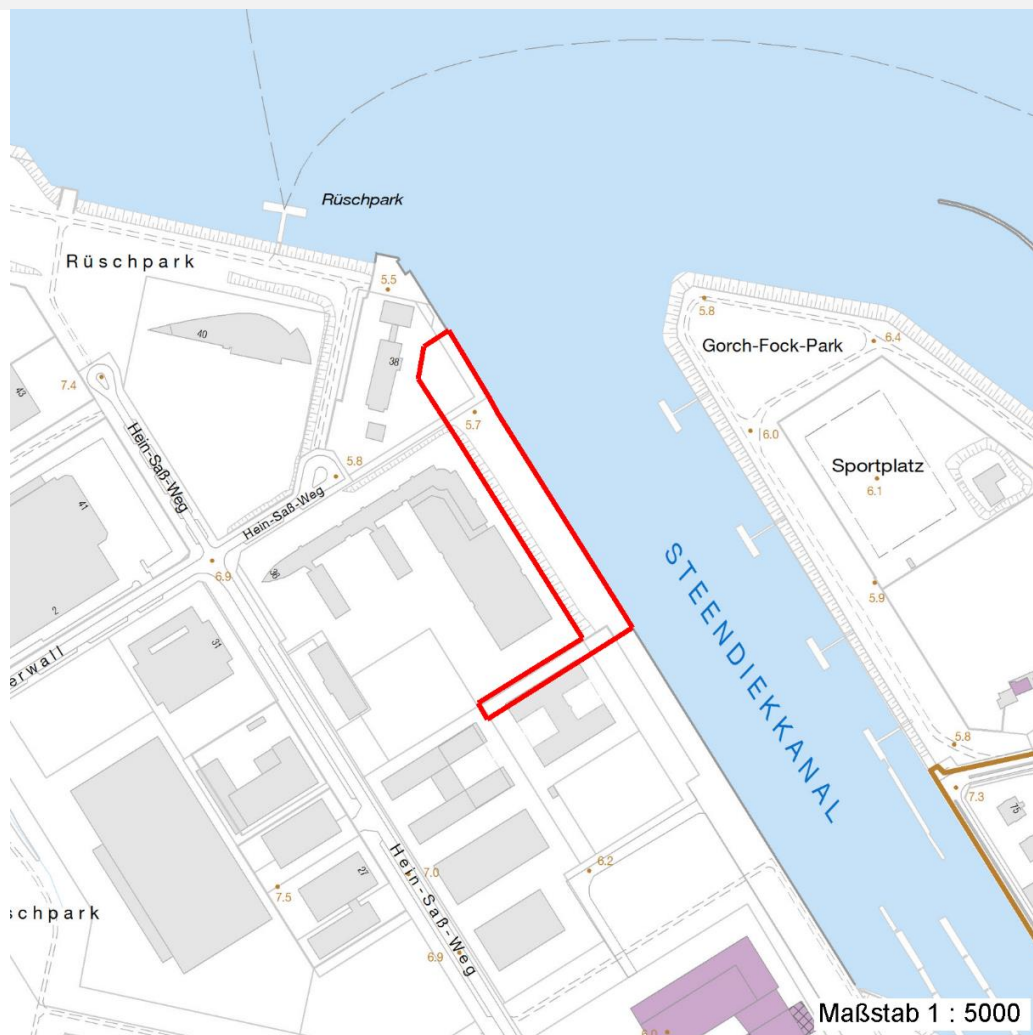 Rüschpark
Rüschpark
5.5
5.8
Gorch-Fock-Park
6.4
40
38
7.4
43
5.7
6.0
Hein-Saß-Weg
5.8
Sportplatz
6.1
Hein-Saß-Weg
41
36
6.9
5.9
2
31
STEENDIEKKANAL
erwall
5.8
7.3
75
6.2
Hein-Saß-Weg
7.0
27
7.5
schpark
6.9
Maßstab 1 : 5000